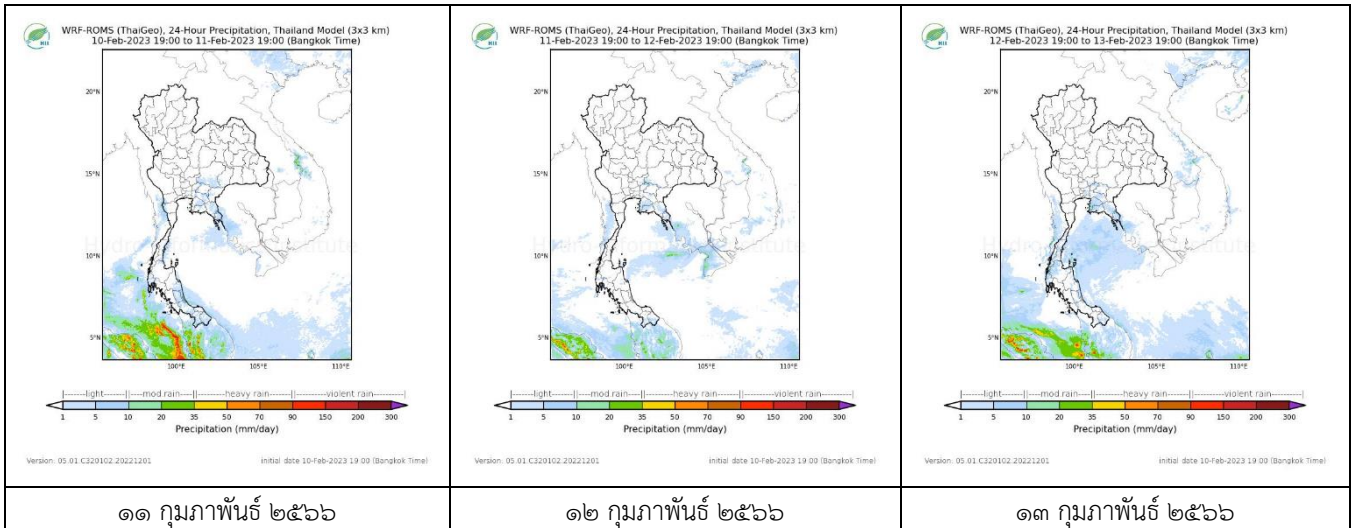 WRF-ROMS (ThaiGeo), 24-Hour Precipitation, Thailand Model (3x3 km)
10-Feb-2023 19:00 to 11-Feb-2023 19:00 (Bangkok Time)
HII
20°N
15°N
10°N
5°N
100°E 105°E 110°E
|-------light-----||----mod rain----||--------heavy rain-------||------violent rain------|
1 5 10 20 35 50 70 90 150 200 300
Precipitation (mm/day)
Version: 05.01.C320102.20221201 initial date 10-Feb-2023 19:00 (Bangkok Time)
๑๑ กุมภาพันธ์ ๒๕๖๖
WRF-ROMS (ThaiGeo), 24-Hour Precipitation, Thailand Model (3x3 km)
11-Feb-2023 19:00 to 12-Feb-2023 19:00 (Bangkok Time)
HII
20°N
15°N
10°N
5°N
100°E 105°E 110°E
|-------light-----||----mod rain----||--------heavy rain-------||------violent rain------|
1 5 10 20 35 50 70 90 150 200 300
Precipitation (mm/day)
Version: 05.01.C320102.20221201 initial date 10-Feb-2023 19:00 (Bangkok Time)
๑๒ กุมภาพันธ์ ๒๕๖๖
WRF-ROMS (ThaiGeo), 24-Hour Precipitation, Thailand Model (3x3 km)
12-Feb-2023 19:00 to 13-Feb-2023 19:00 (Bangkok Time)
HII
20°N
15°N
10°N
5°N
100°E 105°E 110°E
|-------light-----||----mod rain----||--------heavy rain-------||------violent rain------|
1 5 10 20 35 50 70 90 150 200 300
Precipitation (mm/day)
Version: 05.01.C320102.20221201 initial date 10-Feb-2023 19:00 (Bangkok Time)
๑๓ กุมภาพันธ์ ๒๕๖๖